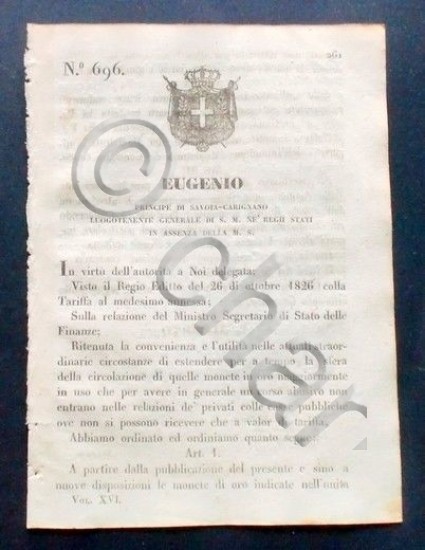 261
N.º 696.
EUGENIO
PRINCIPE DI SAVOIA-CARIGNANO
LUOGOTENENTE GENERALE DI S. M. NE' REGII STATI
IN ASSENZA DELLA M. S.
In virtù dell'autorità a Noi delegata;
Visto il Regio Editto del 26 di ottobre 1826 colla
Tariffa al medesimo annessa;
Sulla relazione del Ministro Segretario di Stato delle
Finanze;
Ritenuta la convenienza e l'utilità nelle attuali straor-
dinarie circostanze di estendere per a tempo la sfera
della circolazione di quelle monete in oro maggiormente
in uso che per avere in generale un corso abusivo non
entrano nelle relazioni de' privati colle casse pubbliche
ove non si possono ricevere che a valor di tariffa,
Abbiamo ordinato ed ordiniamo quanto segue:
Art. 1.
A partire dalla pubblicazione del presente e sino a
nuove disposizioni le monete di oro indicate nell'unito
Vol. XVI.
© Char